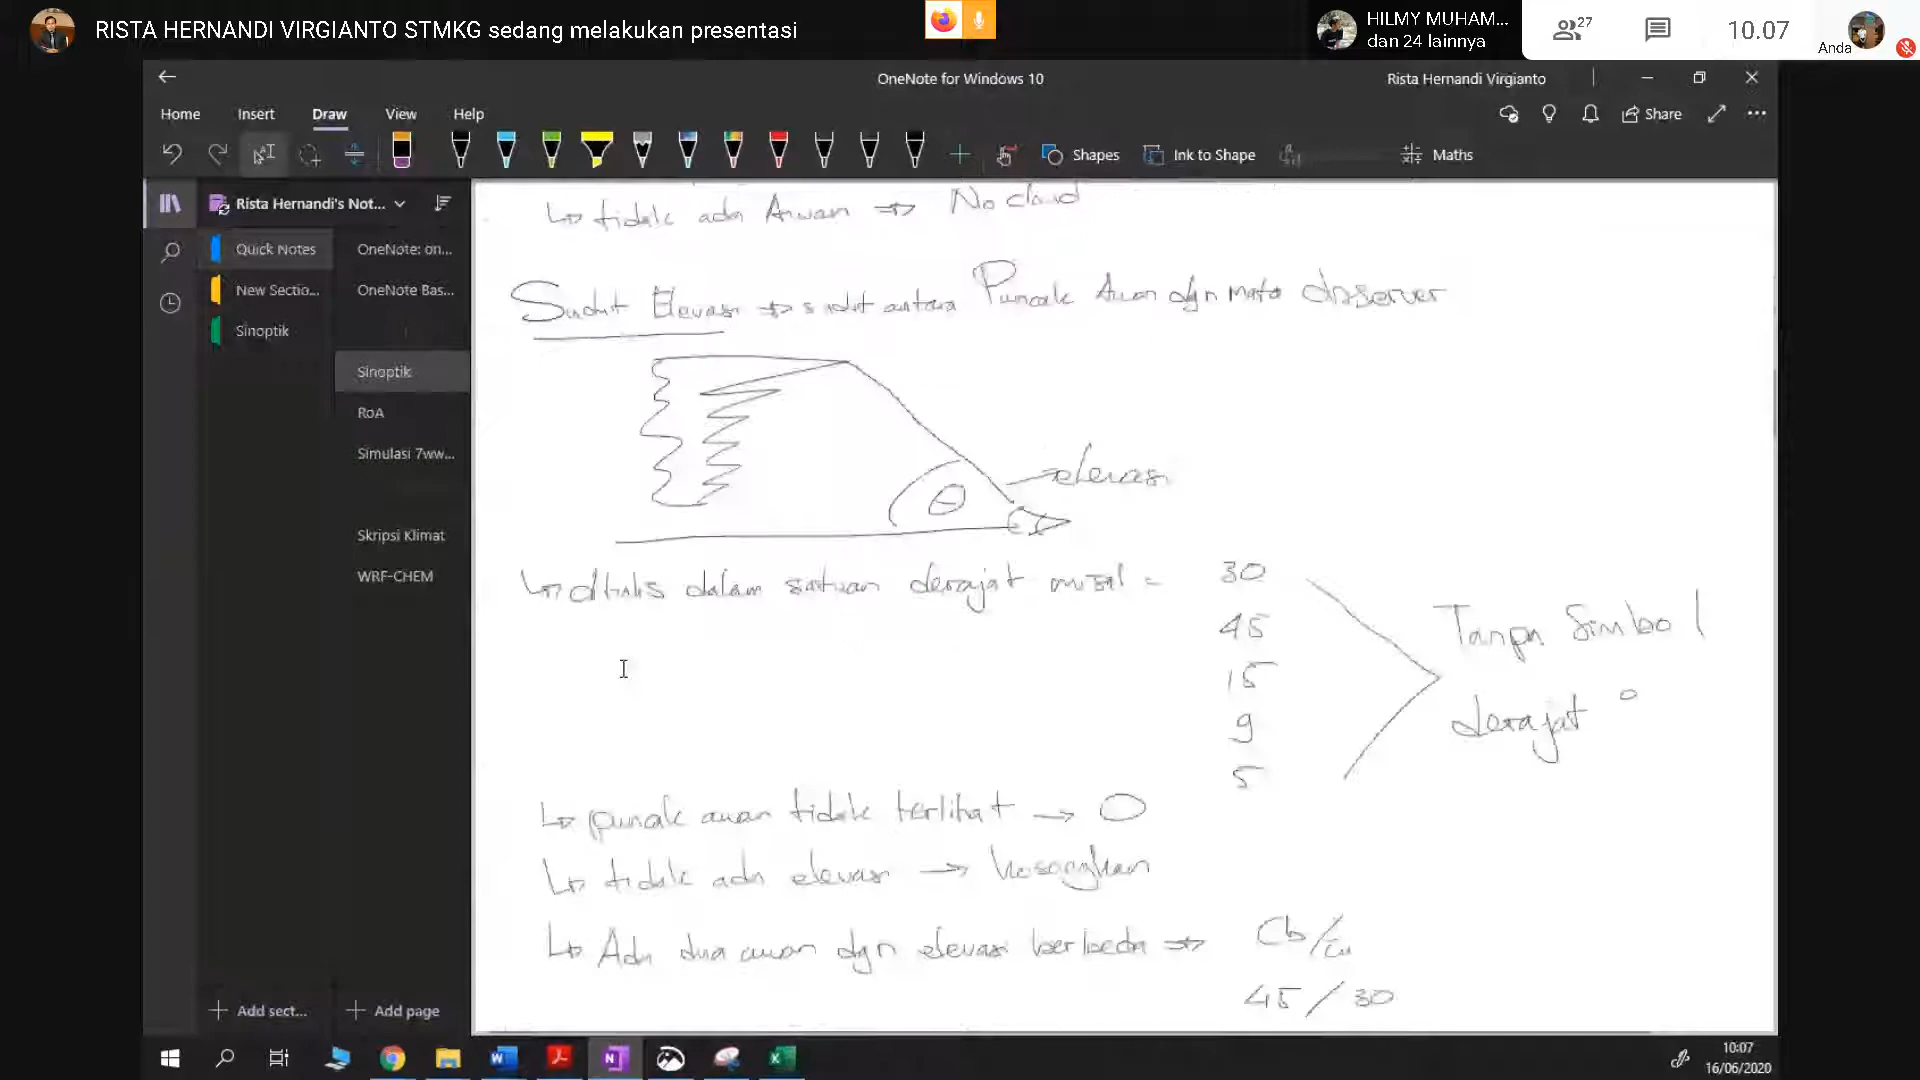 RISTA HERNANDI VIRGIANTO STMKG sedang melakukan presentasi
HILMY MUHAM...
dan 24 lainnya
27
10.07
Anda
OneNote for Windows 10
Rista Hernandi Virgianto
Home
Insert
Draw
View
Help
Share
Shapes
Ink to Shape
Maths
Rista Hernandi's Not...
Quick Notes
New Sectio...
Sinoptik
OneNote: on...
OneNote Bas...
Sinoptik
RoA
Simulasi 7ww...
Skripsi Klimat
WRF-CHEM
Add sect...
Add page
↳ tidak ada Awan → No cloud
Sudut Elevasi → sudut antara Puncak Awan dgn mata observer
θ
→ elevasi
↳ ditulis dalam satuan derajat misal = 30
45
15
9
5
Tanpa Simbol
derajat °
↳ puncak awan tidak terlihat → 0
↳ tidak ada elevasi → kosongkan
↳ Ada dua awan dgn elevasi berbeda → Cb/Cu
45/30
10:07
16/06/2020